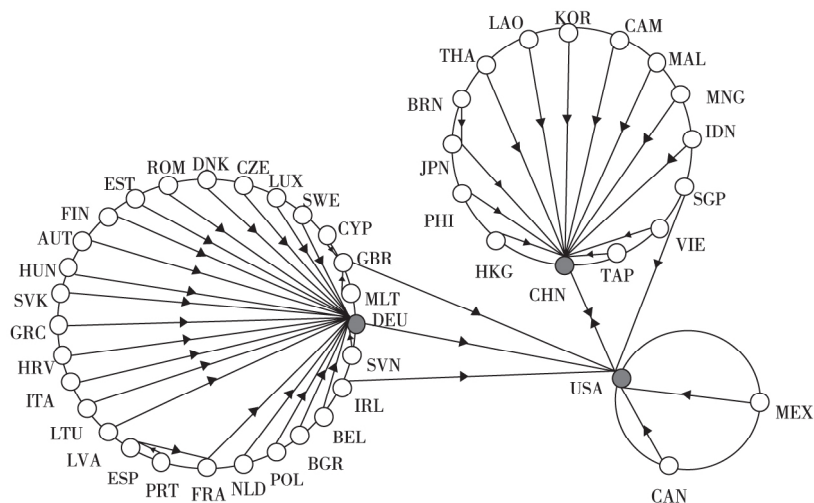 KOR
LAO
CAM
THA
MAL
BRN
MNG
IDN
JPN
SGP
PHI
VIE
HKG
TAP
CHN
DNK
ROM
CZE
EST
LUX
SWE
FIN
CYP
AUT
GBR
HUN
MLT
SVK
DEU
GRC
SVN
HRV
IRL
ITA
BEL
LTU
BGR
LVA
POL
ESP
NLD
PRT
FRA
USA
MEX
CAN